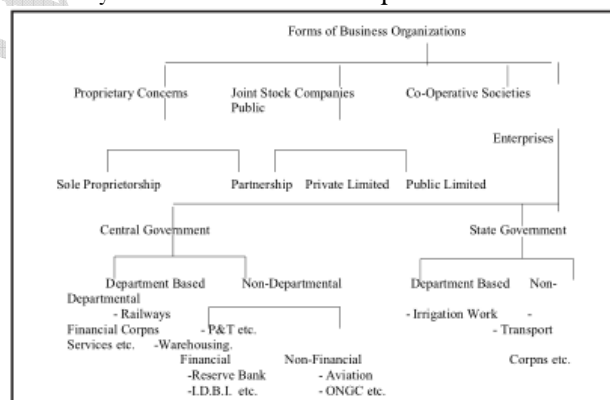 Forms of Business Organizations
Proprietary Concerns Joint Stock Companies Co-Operative Societies
Public
Enterprises
Sole Proprietorship Partnership Private Limited Public Limited
Central Government State Government
Department Based Non-Departmental Department Based Non-
Departmental
- Railways - Irrigation Work -
Financial Corpns - P&T etc. - Transport
Services etc. -Warehousing.
Financial Non-Financial Corpns etc.
-Reserve Bank - Aviation
-I.D.B.I. etc. - ONGC etc.